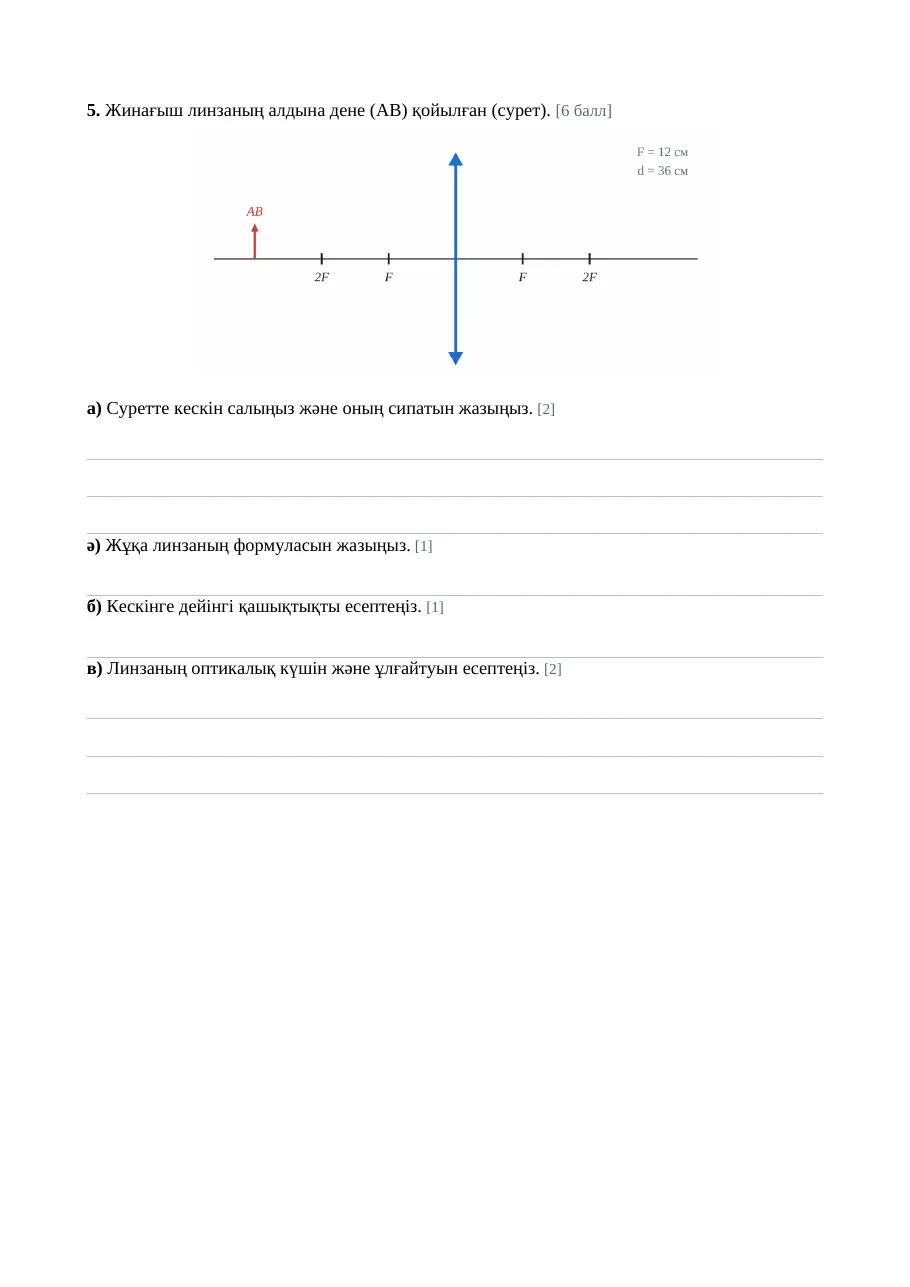 5. Жинағыш линзаның алдына дене (AB) қойылған (сурет). [6 балл]
F = 12 см
d = 36 см
AB
2F F F 2F
а) Суретте кескін салыңыз және оның сипатын жазыңыз. [2]
ә) Жұқа линзаның формуласын жазыңыз. [1]
б) Кескінге дейінгі қашықтықты есептеңіз. [1]
в) Линзаның оптикалық күшін және ұлғайтуын есептеңіз. [2]